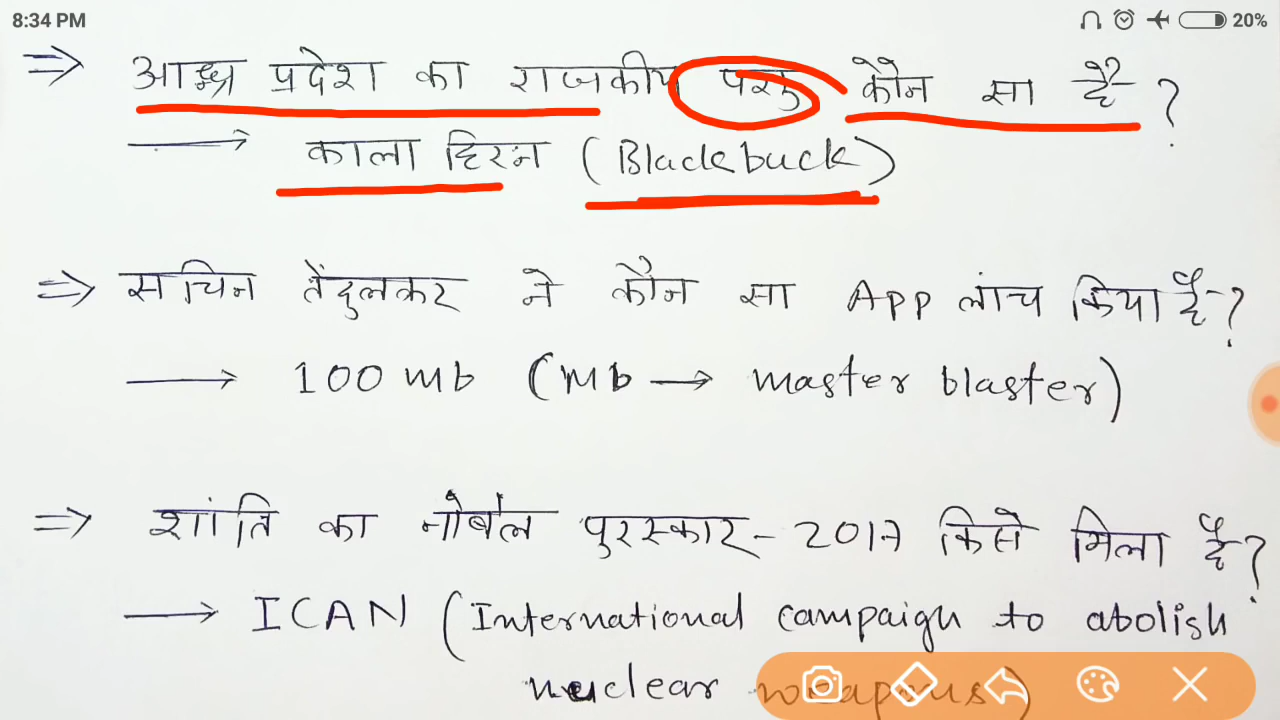 8:34 PM 20%
⇒ आन्ध्र प्रदेश का राजकीय पशु कौन सा है ?
→ काला हिरन (Blackbuck)
⇒ सचिन तेंदुलकर ने कौन सा App लांच किया है ?
→ 100 mb (mb → master blaster)
⇒ शांति का नोबेल पुरस्कार - 2017 किसे मिला है ?
→ ICAN (International campaign to abolish
nuclear weapons)